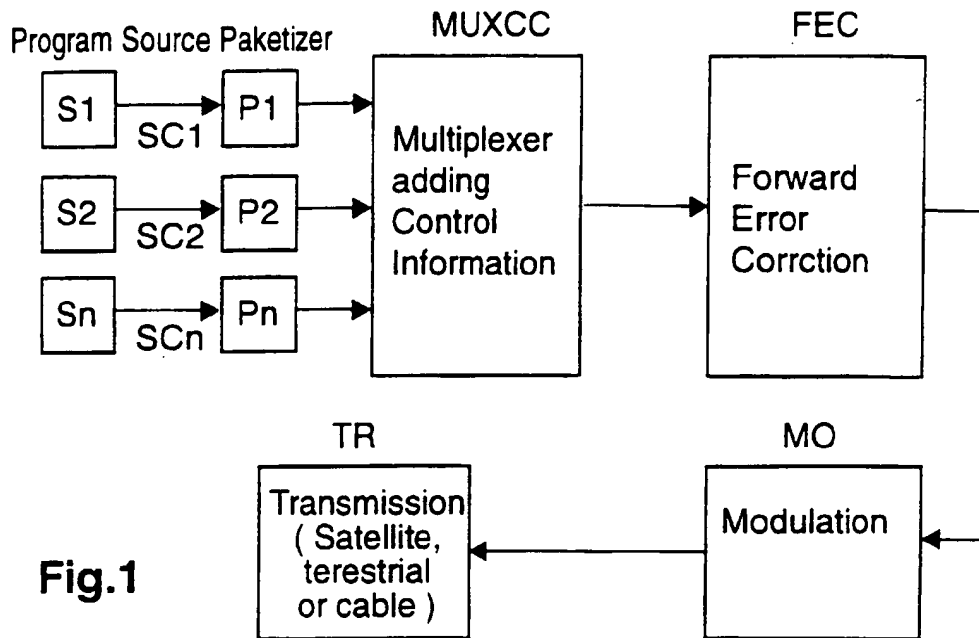 MUXCC
FEC
Program Source Paketizer
S1
SC1
P1
S2
SC2
P2
Sn
SCn
Pn
Multiplexer
adding
Control
Information
Forward
Error
Corrction
TR
MO
Transmission
( Satellite,
terestrial
or cable )
Modulation
Fig.1